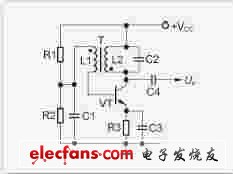 +VCC
T
R1
L1
L2
C2
C4
Uo
VT
R2
C1
R3
C3
elecfans.com 电子发烧友